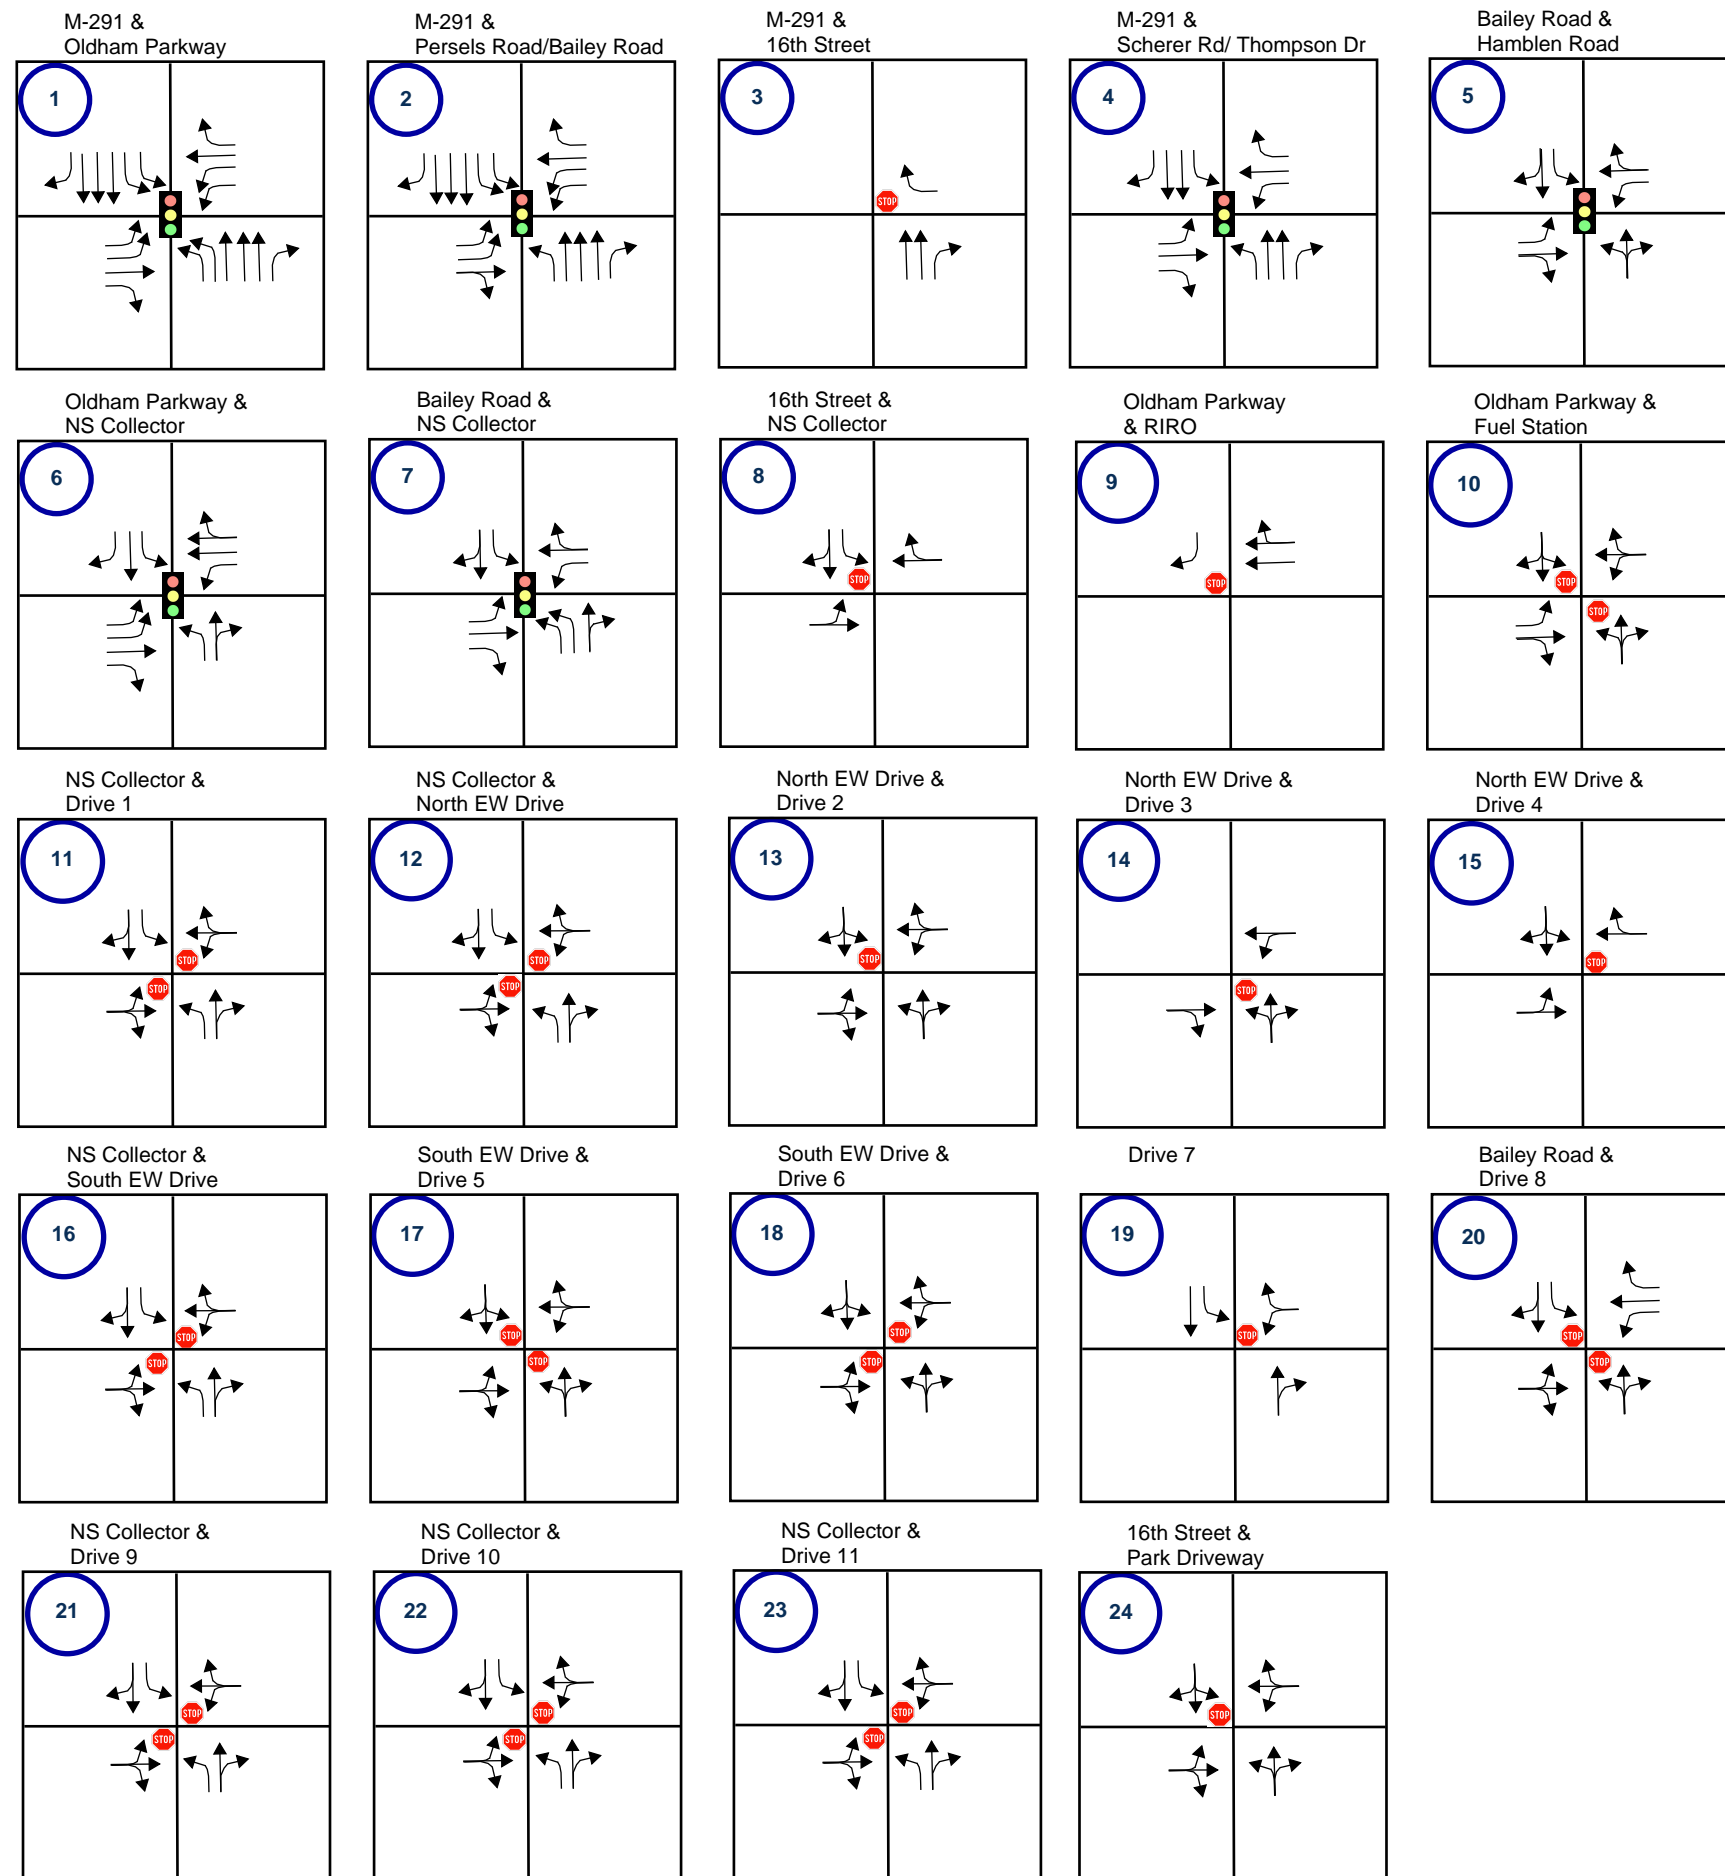 M-291 &
Oldham Parkway
M-291 &
Persels Road/Bailey Road
M-291 &
16th Street
M-291 &
Scherer Rd/ Thompson Dr
Bailey Road &
Hamblen Road
1
2
3
4
5
STOP
Oldham Parkway &
NS Collector
Bailey Road &
NS Collector
16th Street &
NS Collector
Oldham Parkway
& RIRO
Oldham Parkway &
Fuel Station
6
7
8
9
10
STOP
STOP
STOP
STOP
NS Collector &
Drive 1
NS Collector &
North EW Drive
North EW Drive &
Drive 2
North EW Drive &
Drive 3
North EW Drive &
Drive 4
11
12
13
14
15
STOP
STOP
STOP
STOP
STOP
STOP
STOP
NS Collector &
South EW Drive
South EW Drive &
Drive 5
South EW Drive &
Drive 6
Drive 7
Bailey Road &
Drive 8
16
17
18
19
20
STOP
STOP
STOP
STOP
STOP
STOP
STOP
STOP
STOP
NS Collector &
Drive 9
NS Collector &
Drive 10
NS Collector &
Drive 11
16th Street &
Park Driveway
21
22
23
24
STOP
STOP
STOP
STOP
STOP
STOP
STOP